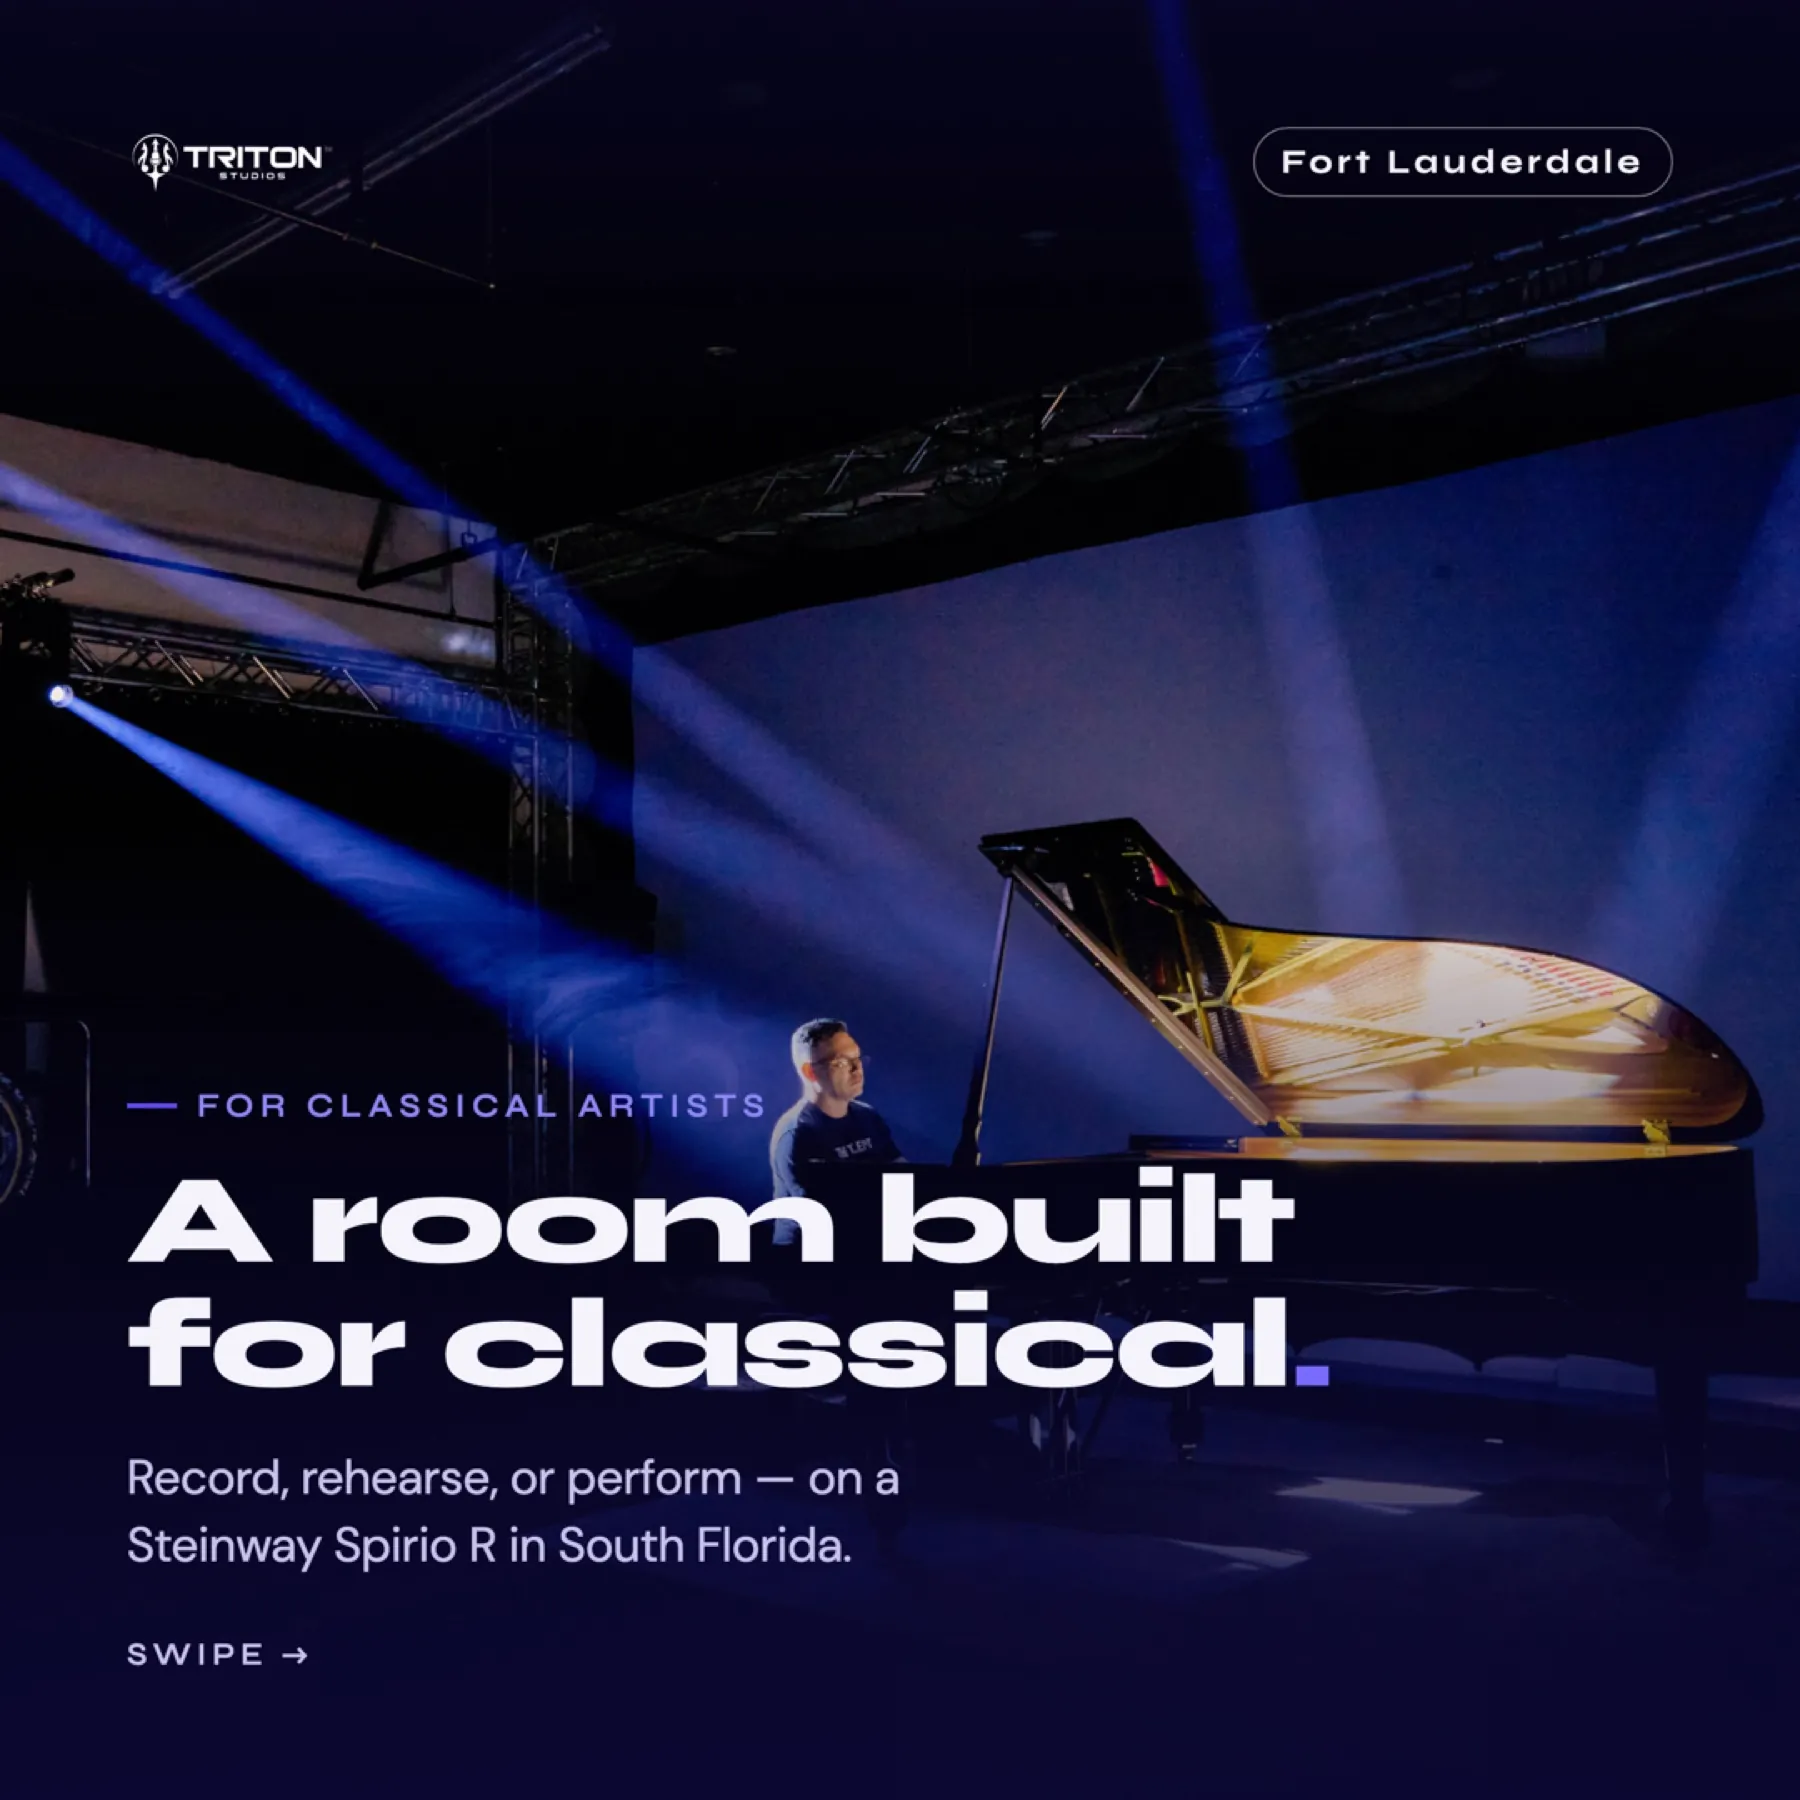 TRITON™
STUDIOS
Fort Lauderdale
— FOR CLASSICAL ARTISTS
A room built
for classical.
Record, rehearse, or perform — on a
Steinway Spirio R in South Florida.
SWIPE →